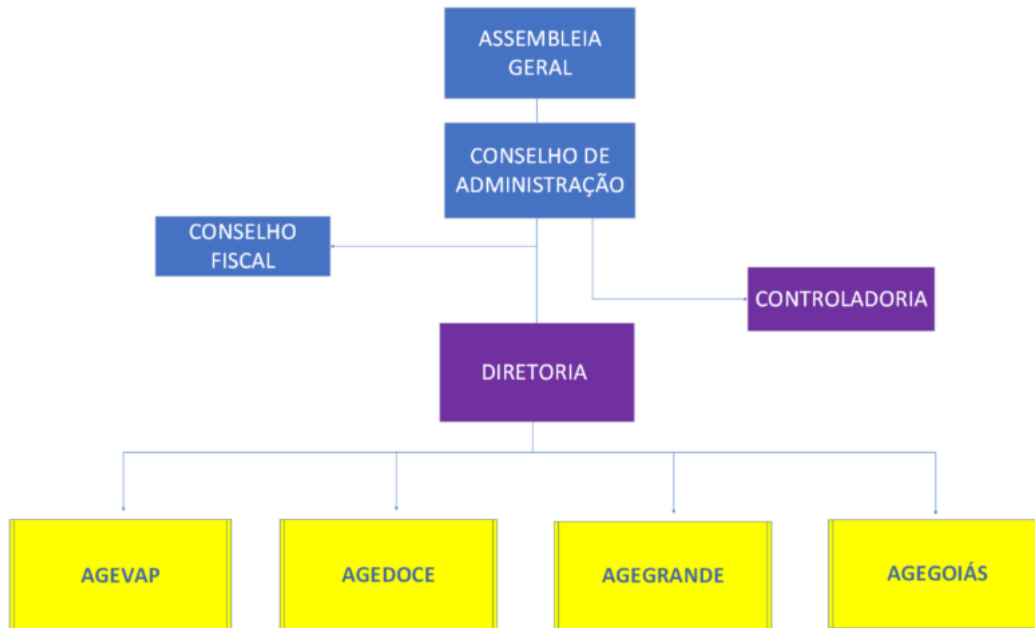 ASSEMBLEIA
GERAL
CONSELHO DE
ADMINISTRAÇÃO
CONSELHO
FISCAL
CONTROLADORIA
DIRETORIA
AGEVAP
AGEDOCE
AGEGRANDE
AGEGOIÁS